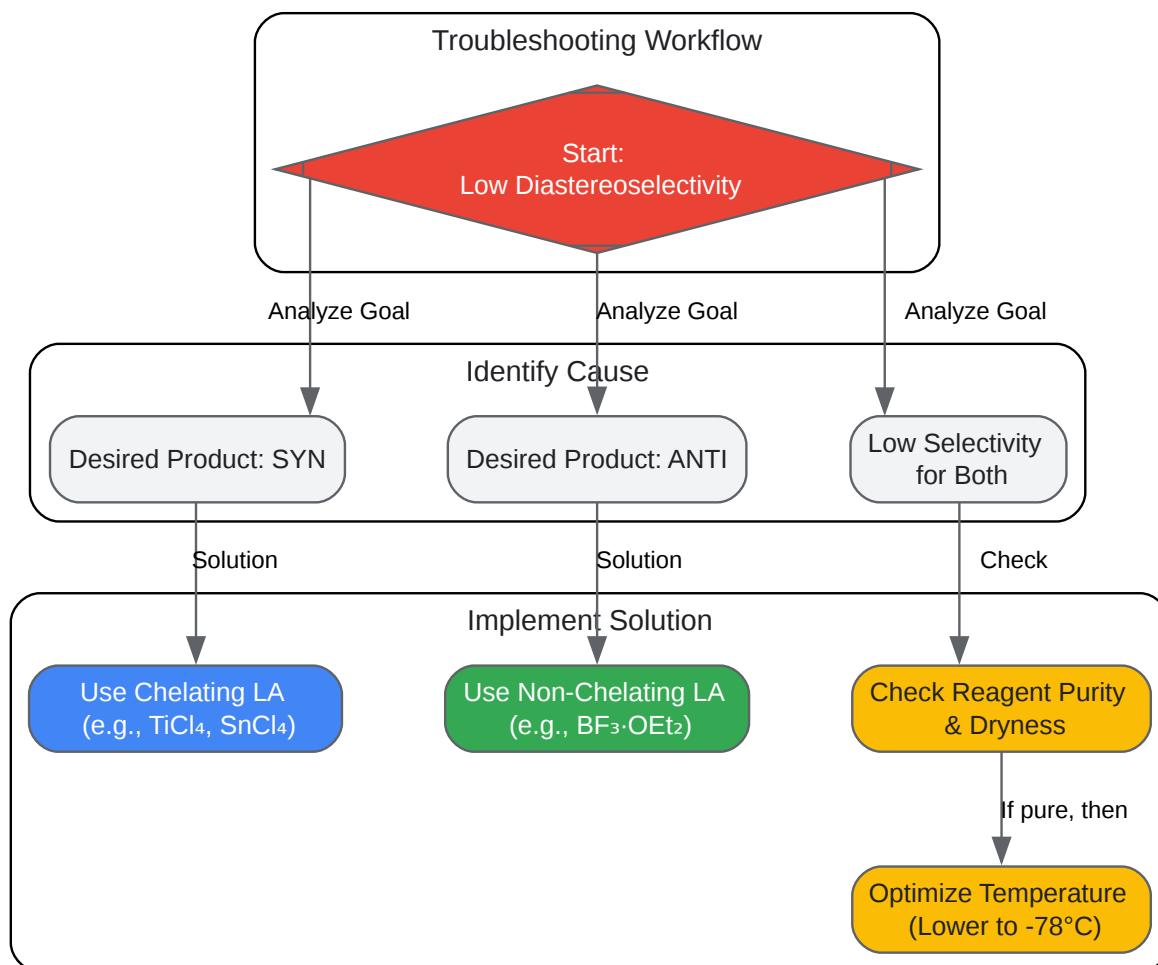 Troubleshooting Workflow
Start:
Low Diastereoselectivity
Analyze Goal
Analyze Goal
Analyze Goal
Identify Cause
Desired Product: SYN
Desired Product: ANTI
Low Selectivity
for Both
Solution
Solution
Check
Implement Solution
Use Chelating LA
(e.g., TiCl₄, SnCl₄)
Use Non-Chelating LA
(e.g., BF₃·OEt₂)
Check Reagent Purity
& Dryness
If pure, then
Optimize Temperature
(Lower to -78°C)